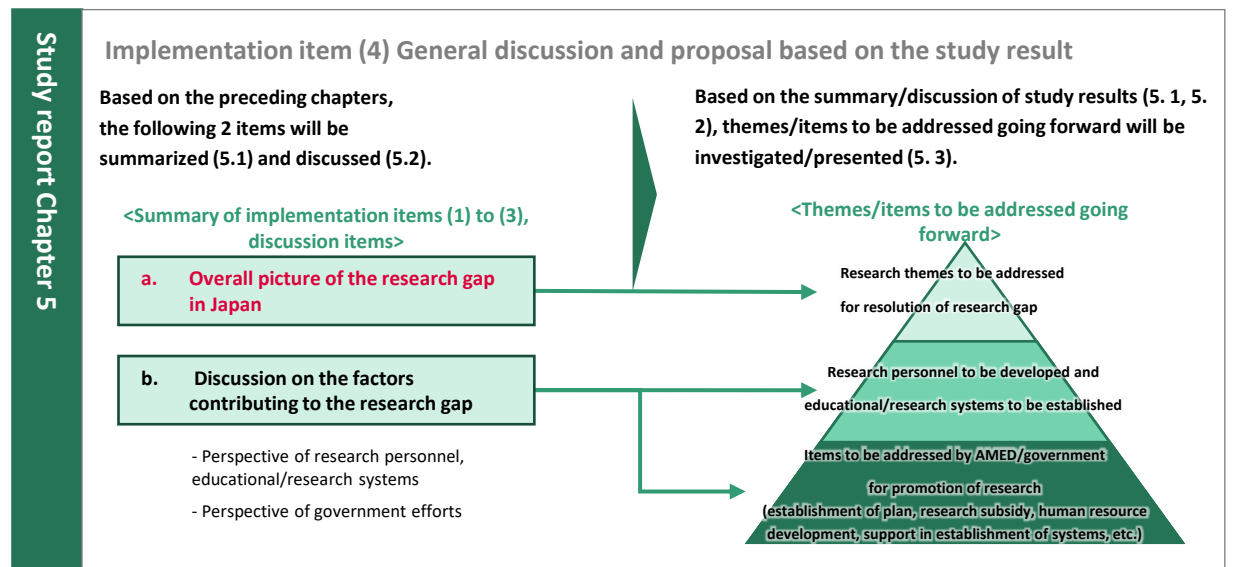 Study report Chapter 5
Implementation item (4) General discussion and proposal based on the study result
Based on the preceding chapters,
the following 2 items will be
summarized (5.1) and discussed (5.2).
<Summary of implementation items (1) to (3),
discussion items>
a. Overall picture of the research gap
in Japan
b. Discussion on the factors
contributing to the research gap
- Perspective of research personnel,
educational/research systems
- Perspective of government efforts
Based on the summary/discussion of study results (5. 1, 5.
2), themes/items to be addressed going forward will be
investigated/presented (5. 3).
<Themes/items to be addressed going
forward>
Research themes to be addressed
for resolution of research gap
Research personnel to be developed and
educational/research systems to be established
Items to be addressed by AMED/government
for promotion of research
(establishment of plan, research subsidy, human resource
development, support in establishment of systems, etc.)